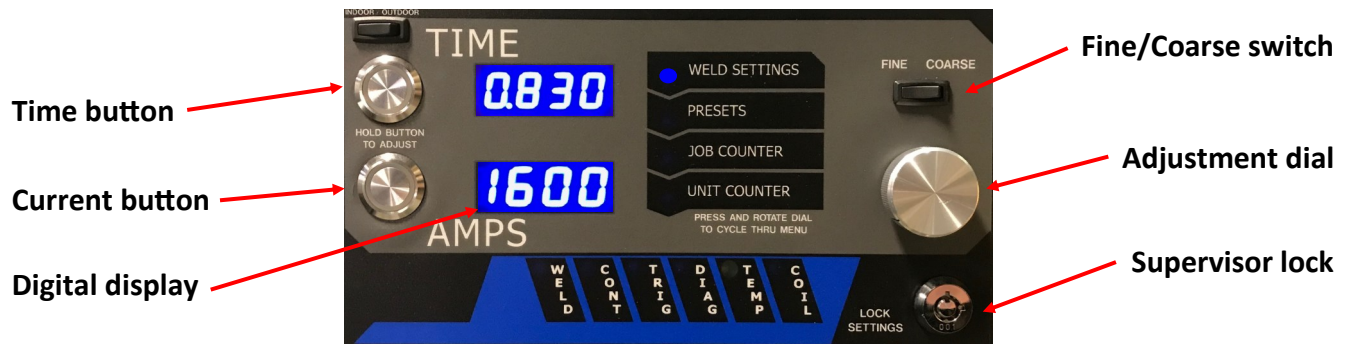 INDOOR / OUTDOOR
TIME
0.830
HOLD BUTTON
TO ADJUST
1600
AMPS
WELD SETTINGS
PRESETS
JOB COUNTER
UNIT COUNTER
PRESS AND ROTATE DIAL
TO CYCLE THRU MENU
FINE COARSE
WELD
CONT
TRIG
DIAG
TEMP
COIL
LOCK
SETTINGS
001
Time button
Current button
Digital display
Fine/Coarse switch
Adjustment dial
Supervisor lock